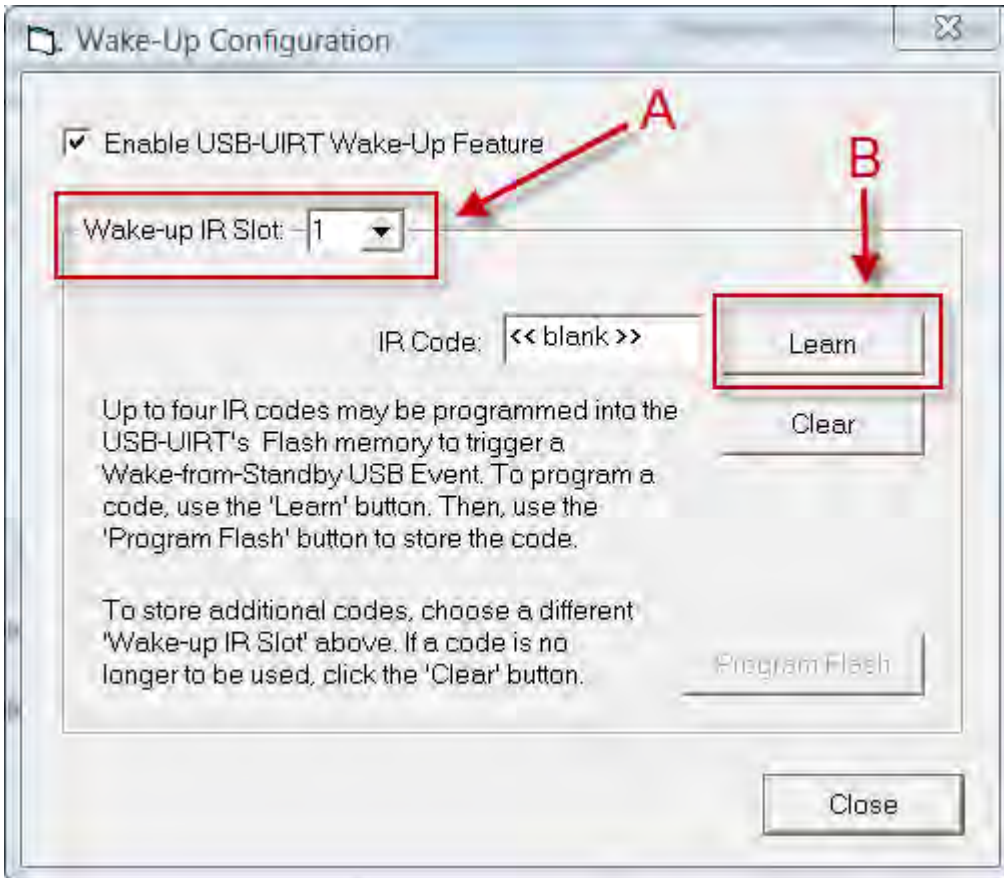 Wake-Up Configuration
A
Enable USB-UIRT Wake-Up Feature
B
Wake-up IR Slot: 1
IR Code: << blank >> Learn
Up to four IR codes may be programmed into the
Clear
USB-UIRT's Flash memory to trigger a
Wake-from-Standby USB Event. To program a
code, use the 'Learn' button. Then, use the
'Program Flash' button to store the code.
To store additional codes, choose a different
'Wake-up IR Slot' above. If a code is no
longer to be used, click the 'Clear' button.
Program Flash
Close